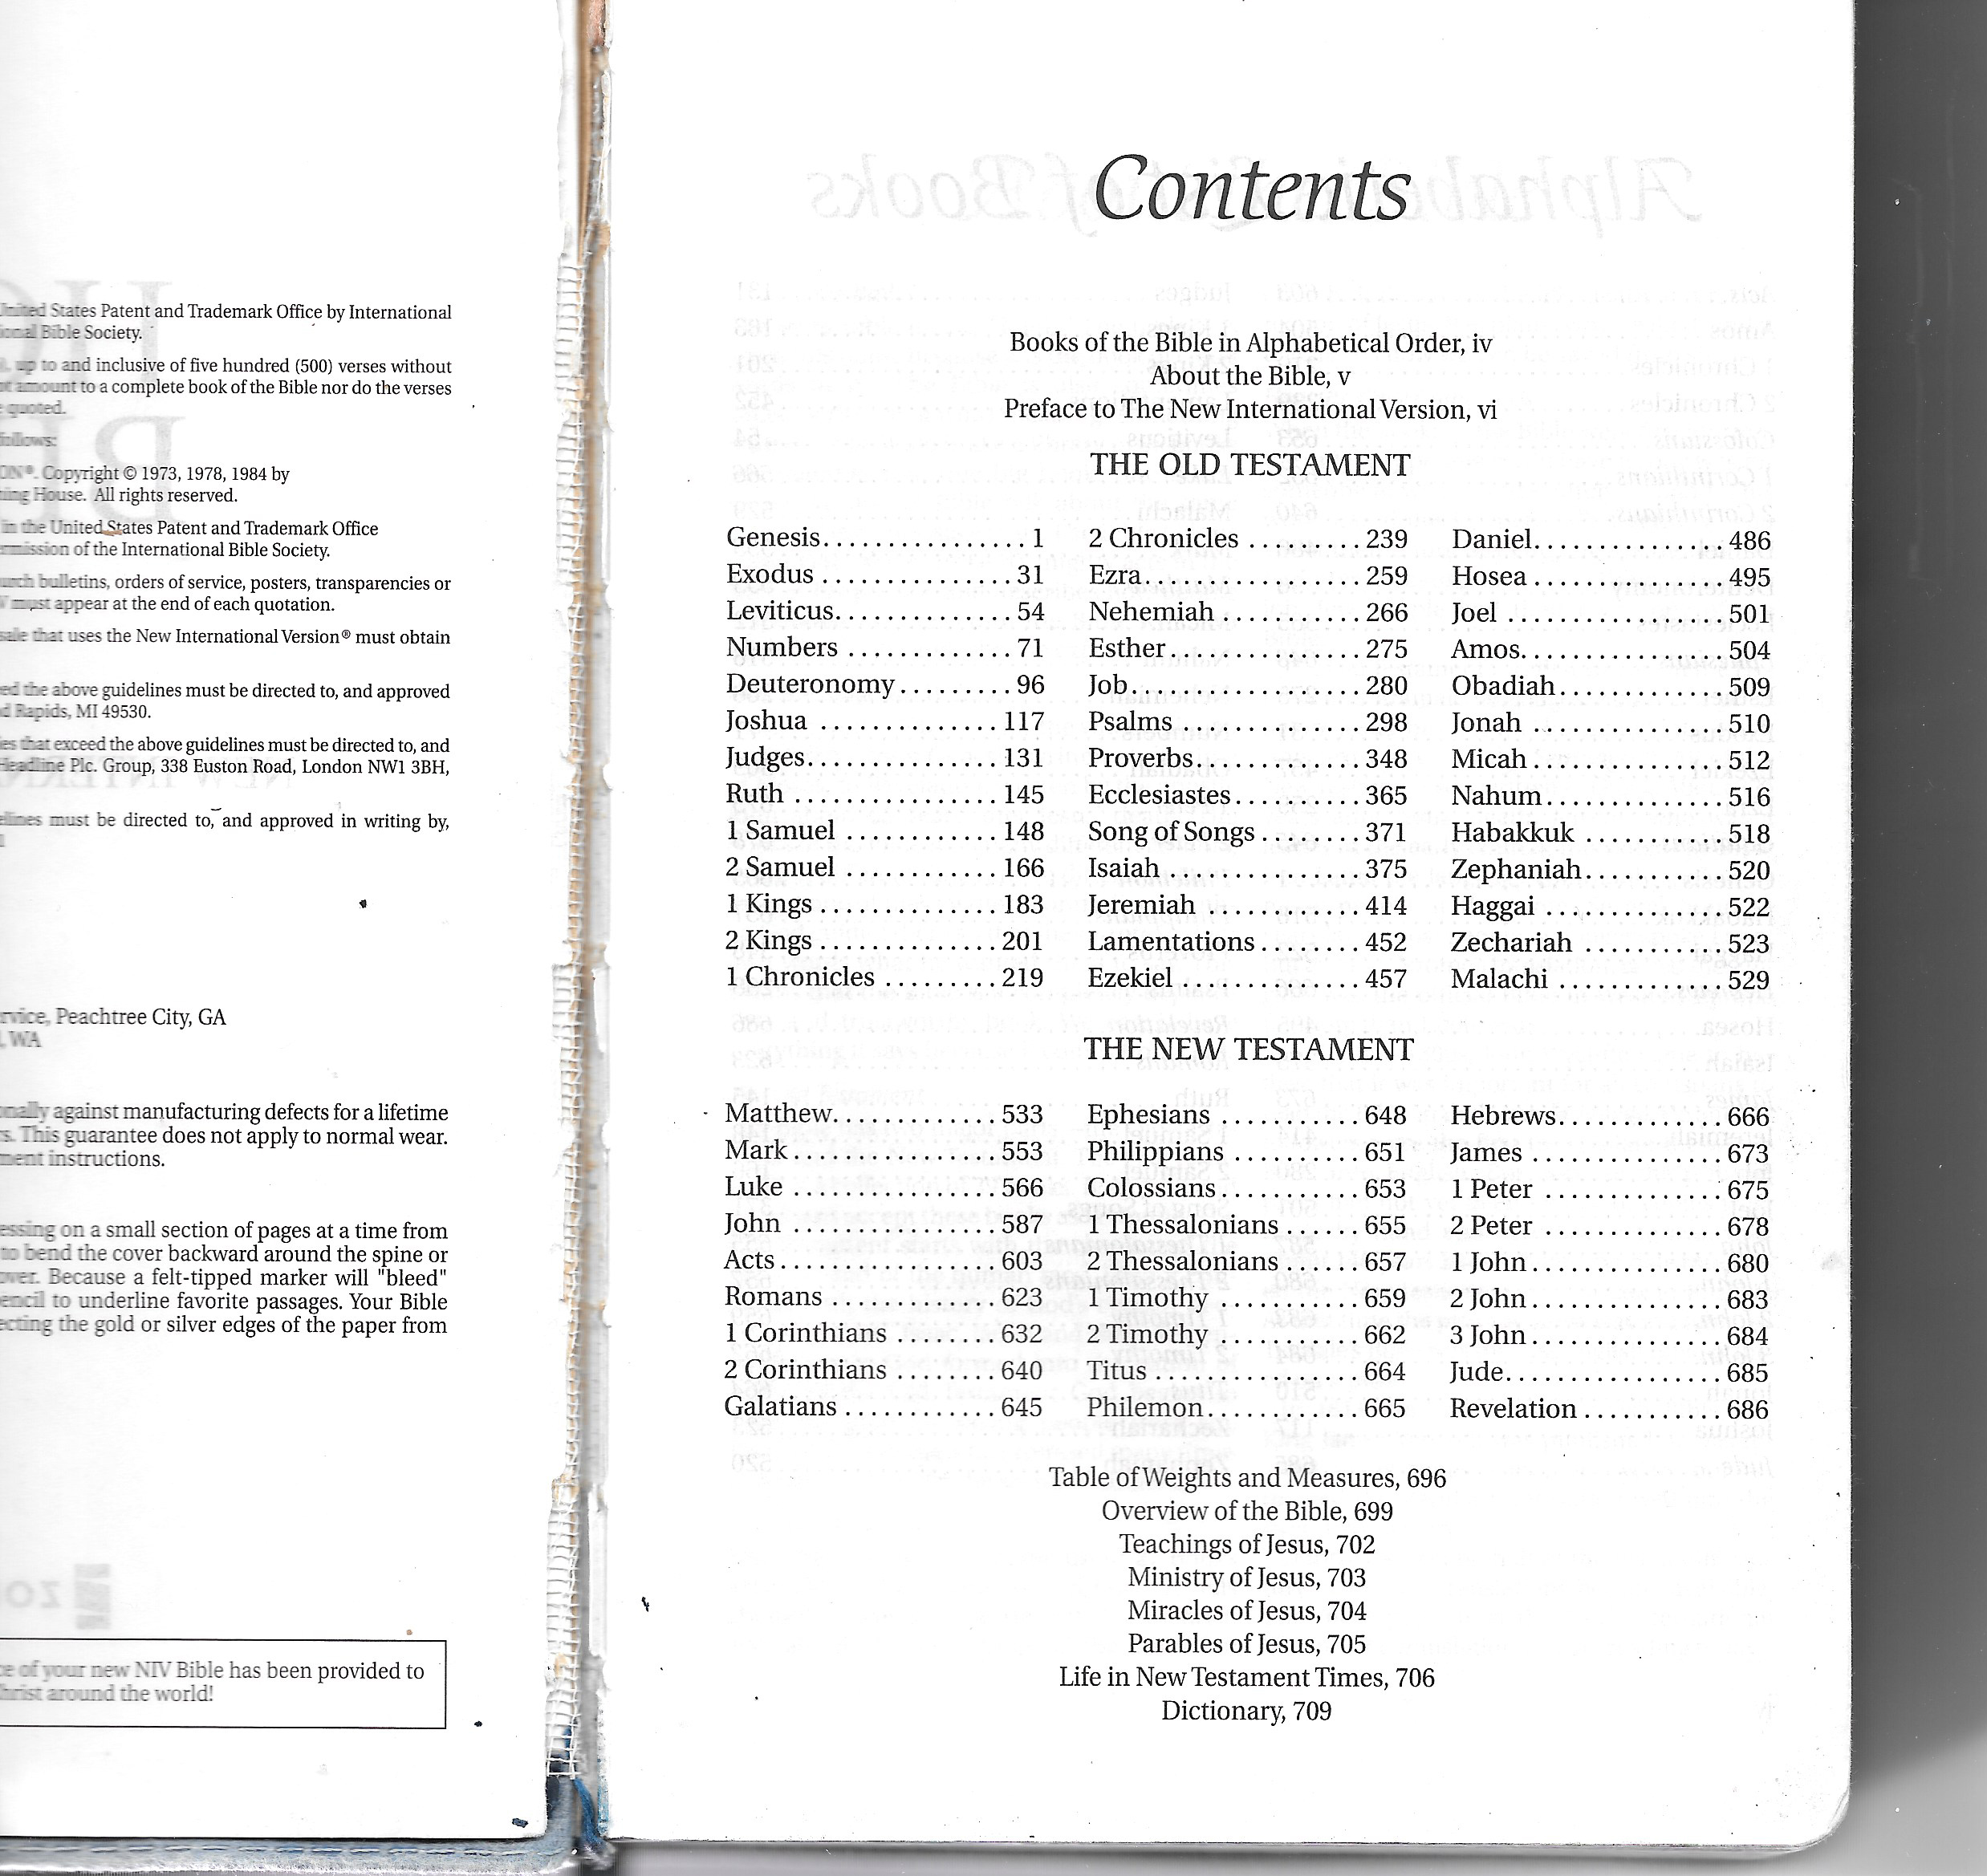 United States Patent and Trademark Office by International
ional Bible Society.
up to and inclusive of five hundred (500) verses without
amount to a complete book of the Bible nor do the verses
quoted.
follows:
ON®. Copyright © 1973, 1978, 1984 by
House. All rights reserved.
in the United States Patent and Trademark Office
rmission of the International Bible Society.
urch bulletins, orders of service, posters, transparencies or
must appear at the end of each quotation.
sale that uses the New International Version® must obtain
ed the above guidelines must be directed to, and approved
d Rapids, MI 49530.
es that exceed the above guidelines must be directed to, and
Headline Plc. Group, 338 Euston Road, London NW1 3BH,
elines must be directed to, and approved in writing by,
rvice, Peachtree City, GA
, WA
onally against manufacturing defects for a lifetime
s. This guarantee does not apply to normal wear.
ment instructions.
essing on a small section of pages at a time from
to bend the cover backward around the spine or
over. Because a felt-tipped marker will "bleed"
encil to underline favorite passages. Your Bible
ecting the gold or silver edges of the paper from
ce of your new NIV Bible has been provided to
hrist around the world!
Contents
Books of the Bible in Alphabetical Order, iv
About the Bible, v
Preface to The New International Version, vi
THE OLD TESTAMENT
Genesis................ 1
Exodus ............... 31
Leviticus.............. 54
Numbers ............. 71
Deuteronomy......... 96
Joshua .............. 117
Judges............... 131
Ruth ................ 145
1 Samuel ............ 148
2 Samuel ............ 166
1 Kings .............. 183
2 Kings .............. 201
1 Chronicles ......... 219
2 Chronicles ......... 239
Ezra................. 259
Nehemiah ........... 266
Esther............... 275
Job.................. 280
Psalms .............. 298
Proverbs............. 348
Ecclesiastes.......... 365
Song of Songs........ 371
Isaiah ............... 375
Jeremiah ............ 414
Lamentations........ 452
Ezekiel .............. 457
Daniel............... 486
Hosea ............... 495
Joel ................. 501
Amos................ 504
Obadiah............. 509
Jonah ............... 510
Micah ............... 512
Nahum.............. 516
Habakkuk ........... 518
Zephaniah........... 520
Haggai .............. 522
Zechariah ........... 523
Malachi ............. 529
THE NEW TESTAMENT
Matthew............. 533
Mark................ 553
Luke ................ 566
John ................ 587
Acts................. 603
Romans ............. 623
1 Corinthians ........ 632
2 Corinthians ........ 640
Galatians ............ 645
Ephesians ........... 648
Philippians .......... 651
Colossians........... 653
1 Thessalonians ...... 655
2 Thessalonians ...... 657
1 Timothy ........... 659
2 Timothy ........... 662
Titus ................ 664
Philemon............ 665
Hebrews............. 666
James ............... 673
1 Peter .............. 675
2 Peter .............. 678
1 John............... 680
2 John............... 683
3 John............... 684
Jude................. 685
Revelation ........... 686
Table of Weights and Measures, 696
Overview of the Bible, 699
Teachings of Jesus, 702
Ministry of Jesus, 703
Miracles of Jesus, 704
Parables of Jesus, 705
Life in New Testament Times, 706
Dictionary, 709